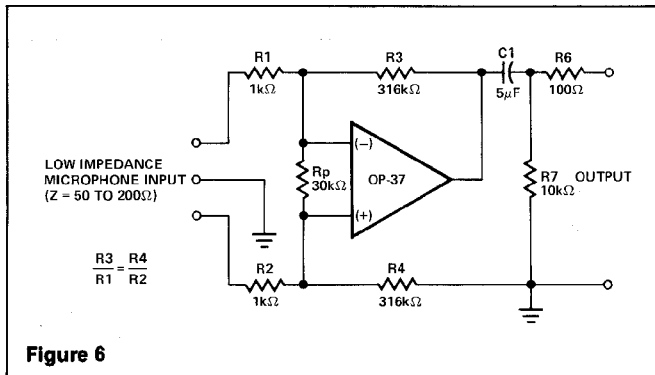 R1
1kΩ
R3
316kΩ
C1
5μF
R6
100Ω
LOW IMPEDANCE
MICROPHONE INPUT
(Z = 50 TO 200Ω)
Rp
30kΩ
(−)
OP-37
(+)
R7
10kΩ
OUTPUT
R3/R1 = R4/R2
R2
1kΩ
R4
316kΩ
Figure 6